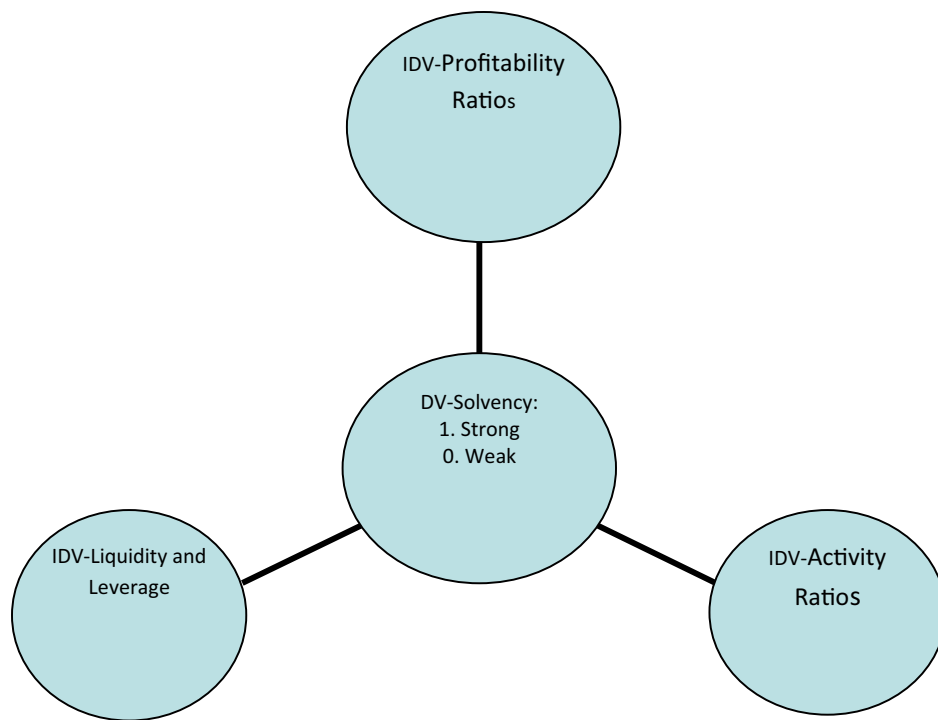 IDV-Profitability
Ratios
DV-Solvency:
1. Strong
0. Weak
IDV-Liquidity and
Leverage
IDV-Activity
Ratios